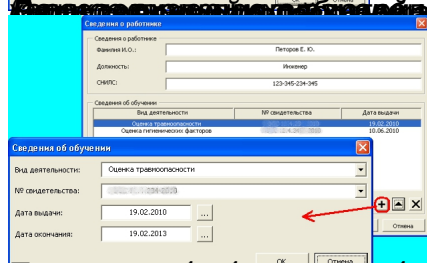 Отмена
Сведения о работнике
Сведения о работнике
Фамилия И.О.: Петоров Е. Ю.
Должность: Инженер
СНИЛС: 123-345-234-345
Сведения об обучении
Вид деятельности № свидетельства Дата выдачи
Оценка травмоопасности 19.02.2010
Оценка гигиенических факторов 10.06.2010
Отмена
Сведения об обучении
Вид деятельности: Оценка травмоопасности
№ свидетельства:
Дата выдачи: 19.02.2010 ...
Дата окончания: 19.02.2013 ...
OK Отмена